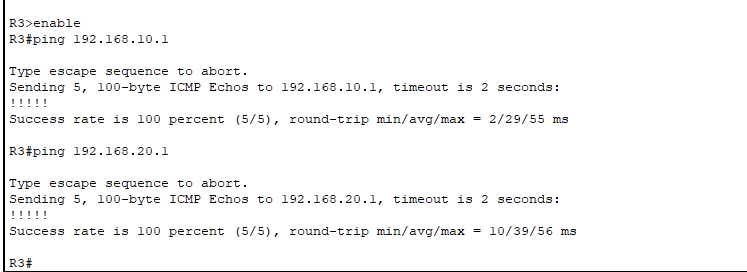 R3>enable
R3#ping 192.168.10.1
Type escape sequence to abort.
Sending 5, 100-byte ICMP Echos to 192.168.10.1, timeout is 2 seconds:
!!!!!
Success rate is 100 percent (5/5), round-trip min/avg/max = 2/29/55 ms
R3#ping 192.168.20.1
Type escape sequence to abort.
Sending 5, 100-byte ICMP Echos to 192.168.20.1, timeout is 2 seconds:
!!!!!
Success rate is 100 percent (5/5), round-trip min/avg/max = 10/39/56 ms
R3#